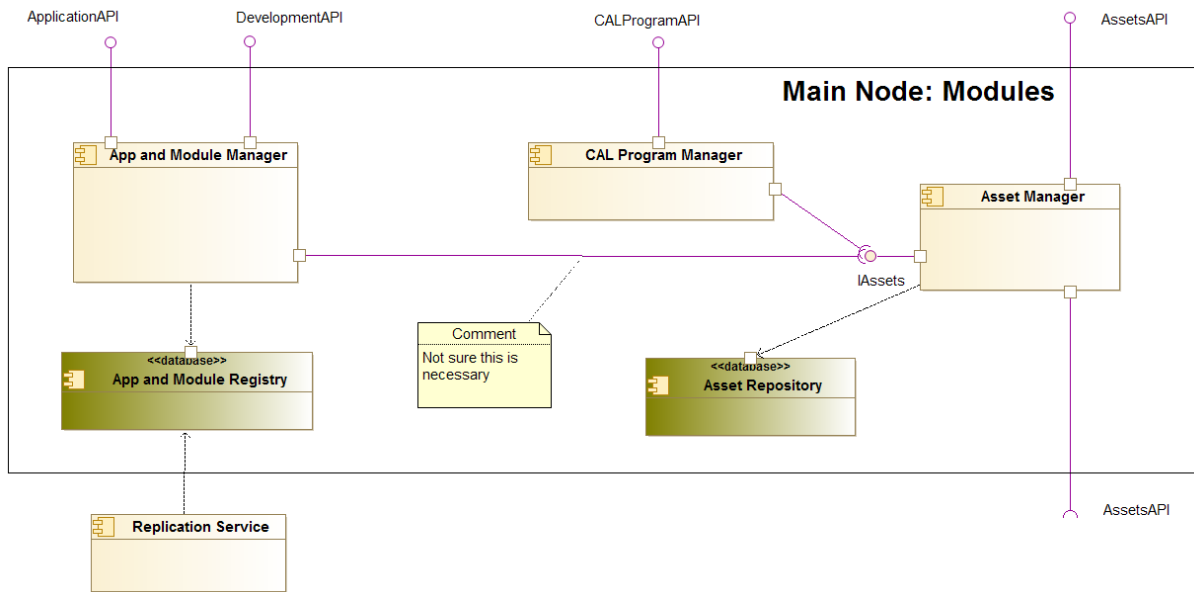 ApplicationAPI
DevelopmentAPI
CALProgramAPI
AssetsAPI
Main Node: Modules
App and Module Manager
CAL Program Manager
Asset Manager
IAssets
Comment
Not sure this is
necessary
<<database>>
App and Module Registry
<<database>>
Asset Repository
AssetsAPI
Replication Service